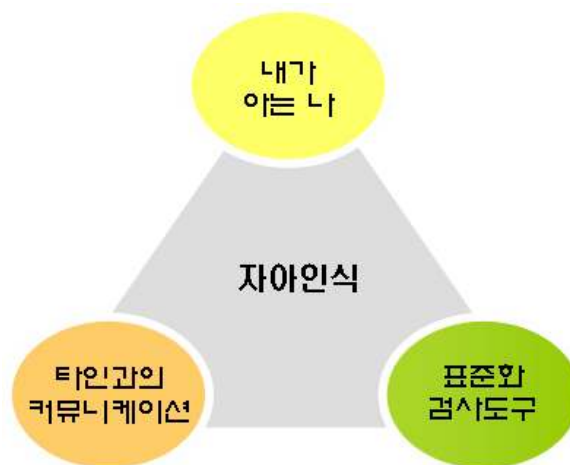 내가
아는 나
자아인식
타인과의
커뮤니케이션
표준화
검사도구